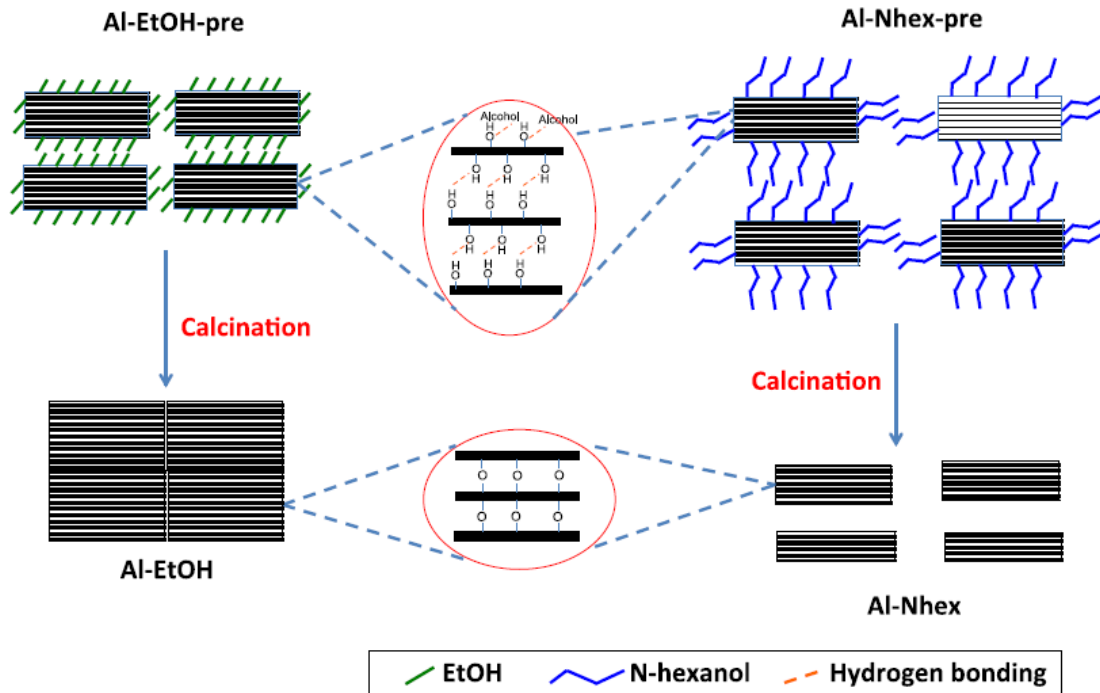 Al-EtOH-pre
Al-Nhex-pre
Alcohol Alcohol
H H
O O
O O O
H H H
H H H
O O O
O O O
H H H
H H H
O O O
Calcination
Calcination
O O O
O O O
Al-EtOH
Al-Nhex
EtOH N-hexanol Hydrogen bonding